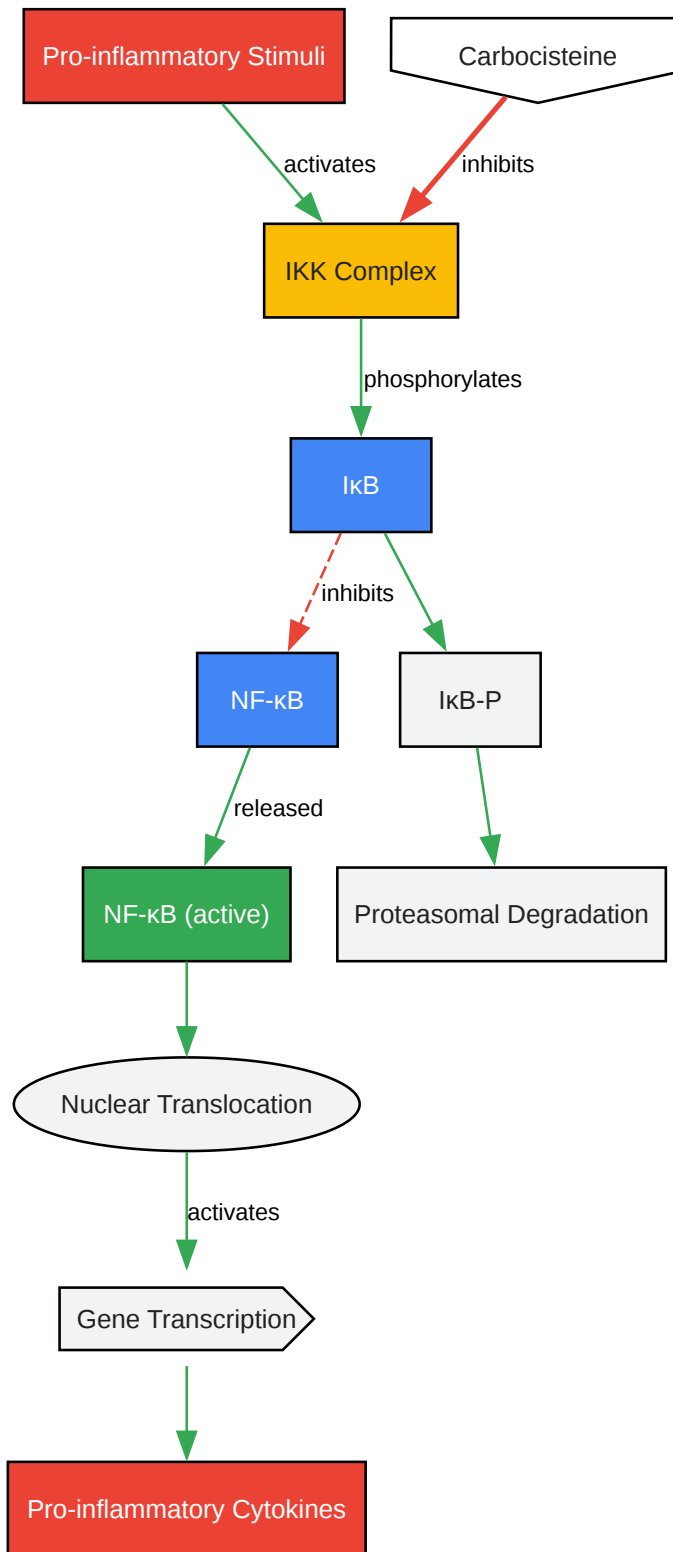 Pro-inflammatory Stimuli
Carbocisteine
activates
inhibits
IKK Complex
phosphorylates
IκB
inhibits
NF-κB
IκB-P
released
NF-κB (active)
Proteasomal Degradation
Nuclear Translocation
activates
Gene Transcription
Pro-inflammatory Cytokines